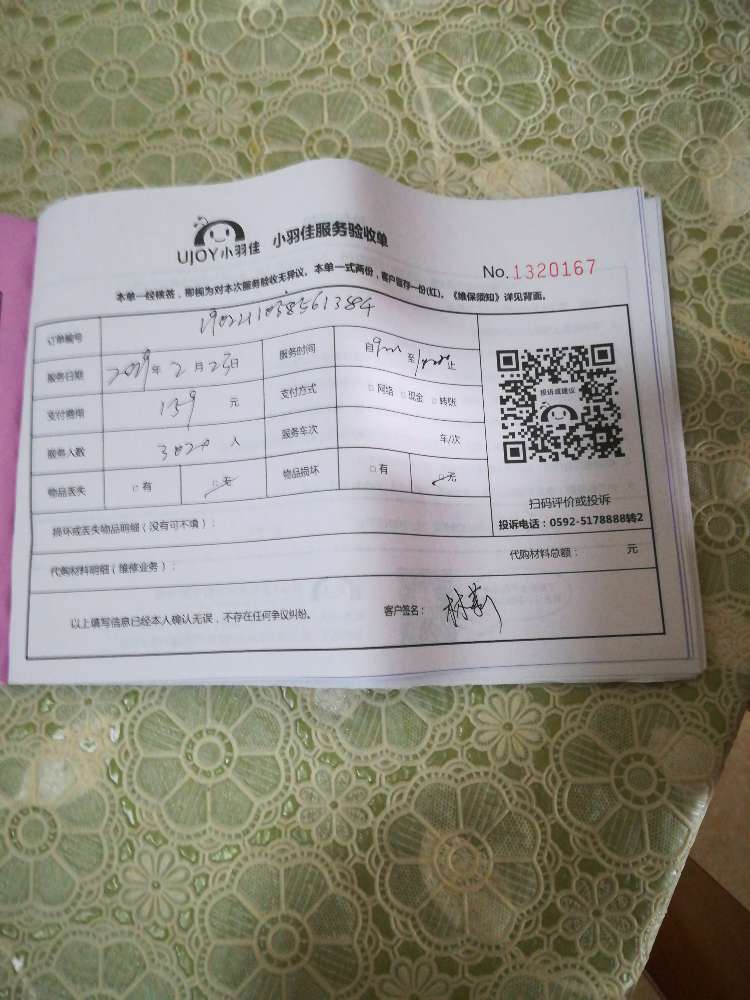 UJOY小羽佳 小羽佳服务验收单
No.1320167
本单一经接签，即视为对本次服务验收无异议。本单一式两份，客户留存一份(红)。《维保须知》详见背面。
订单编号
服务日期 2019年2月23日 服务时间 自 至 止
支付费用 159元 支付方式 □网络 □现金 □转账
服务人数 人 服务车次 车/次
物品丢失 □有 □无 物品损坏 □有 □无
投诉或建议
扫码评价或投诉
投诉电话：0592-5178888转2
损坏或丢失物品明细（没有可不填）：
代购材料明细（维修业务）： 代购材料总额： 元
以上填写信息已经本人确认无误，不存在任何争议纠纷。 客户签名：